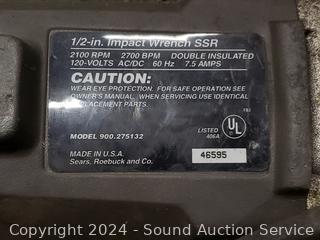 1/2-in. Impact Wrench SSR
2100 RPM 2700 BPM DOUBLE INSULATED
120-VOLTS AC/DC 60 Hz 7.5 AMPS
CAUTION:
WEAR EYE PROTECTION. FOR SAFE OPERATION SEE
OWNER'S MANUAL. WHEN SERVICING USE IDENTICAL
REPLACEMENT PARTS.
MODEL 900.275132
UL
LISTED
406A
MADE IN U.S.A.
Sears, Roebuck and Co.
46595
Copyright © 2024 - Sound Auction Service